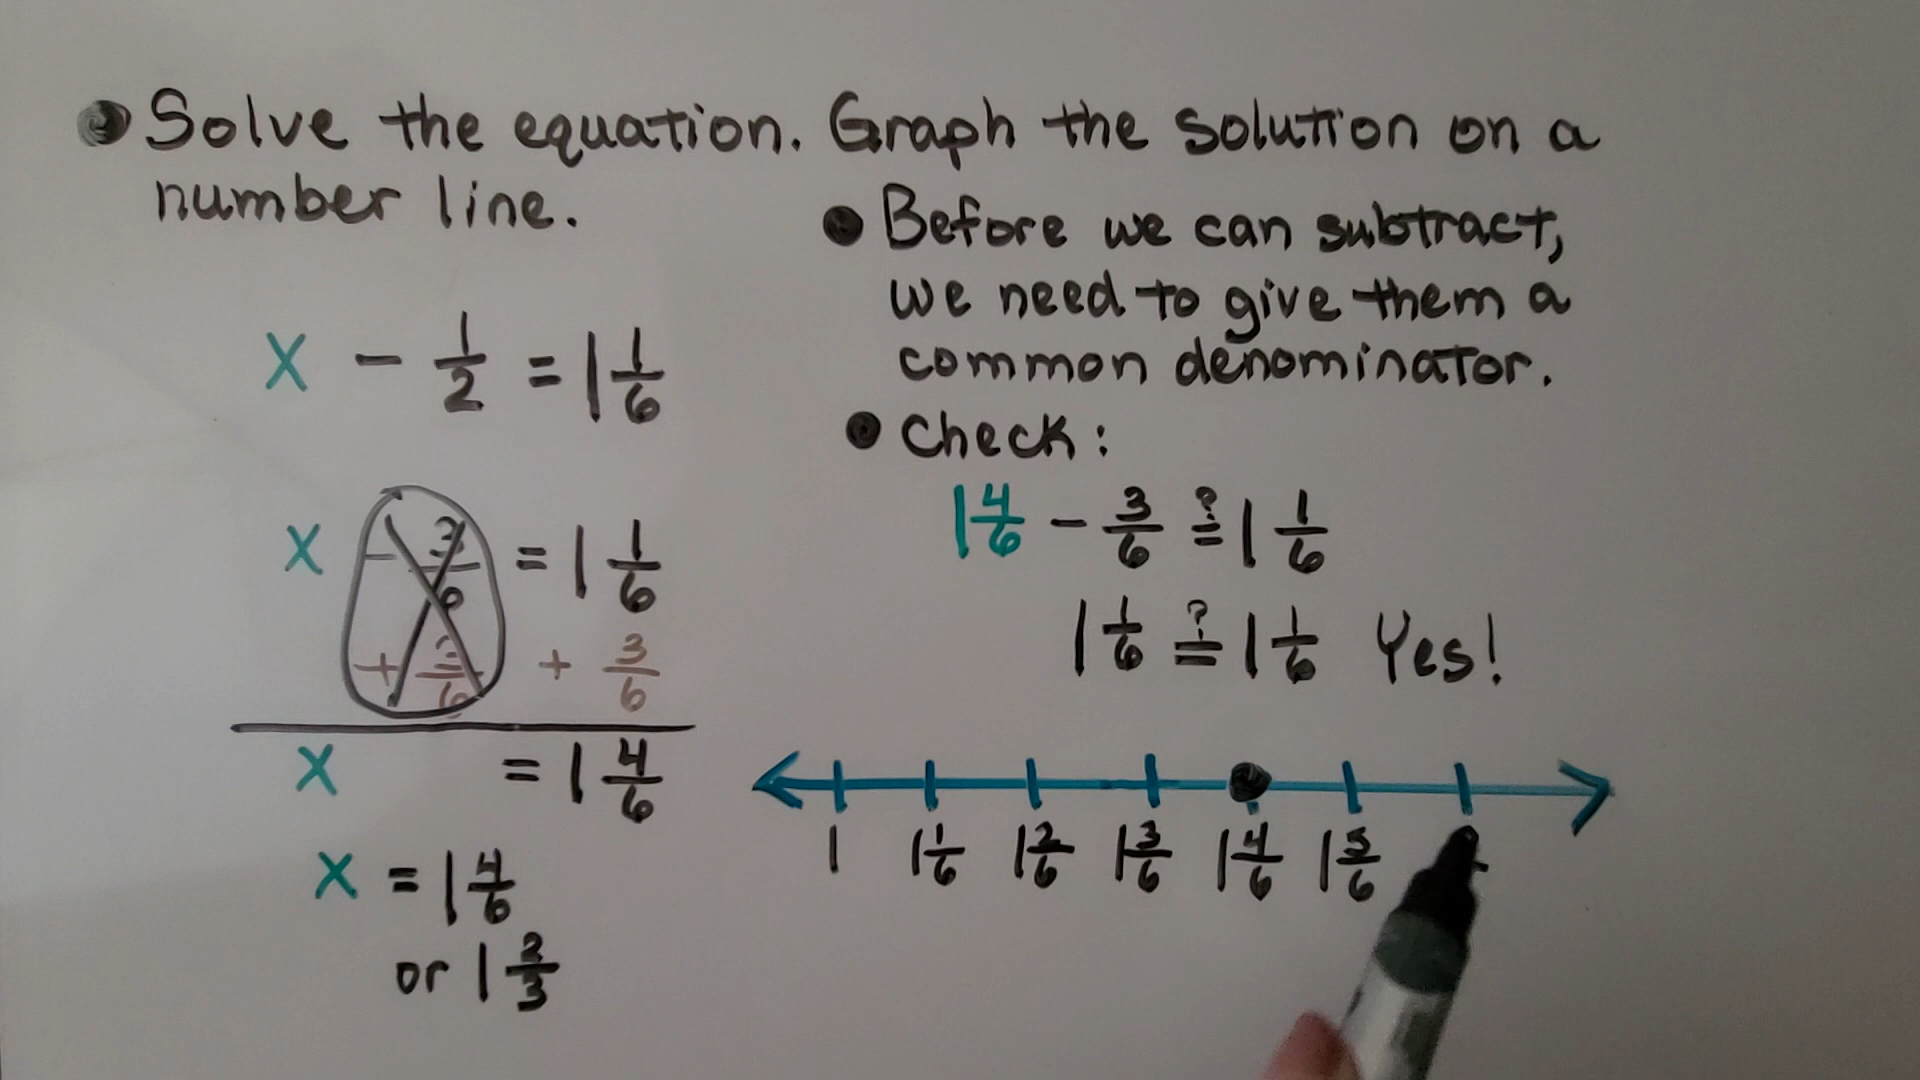 Solve the equation. Graph the solution on a
number line.
x - 1/2 = 1 1/6
x - 3/6 = 1 1/6
+ 3/6 + 3/6
x = 1 4/6
x = 1 4/6
or 1 2/3
Before we can subtract,
we need to give them a
common denominator.
Check:
1 4/6 - 3/6 ≟ 1 1/6
1 1/6 ≟ 1 1/6 Yes!
1 1 1/6 1 2/6 1 3/6 1 4/6 1 5/6